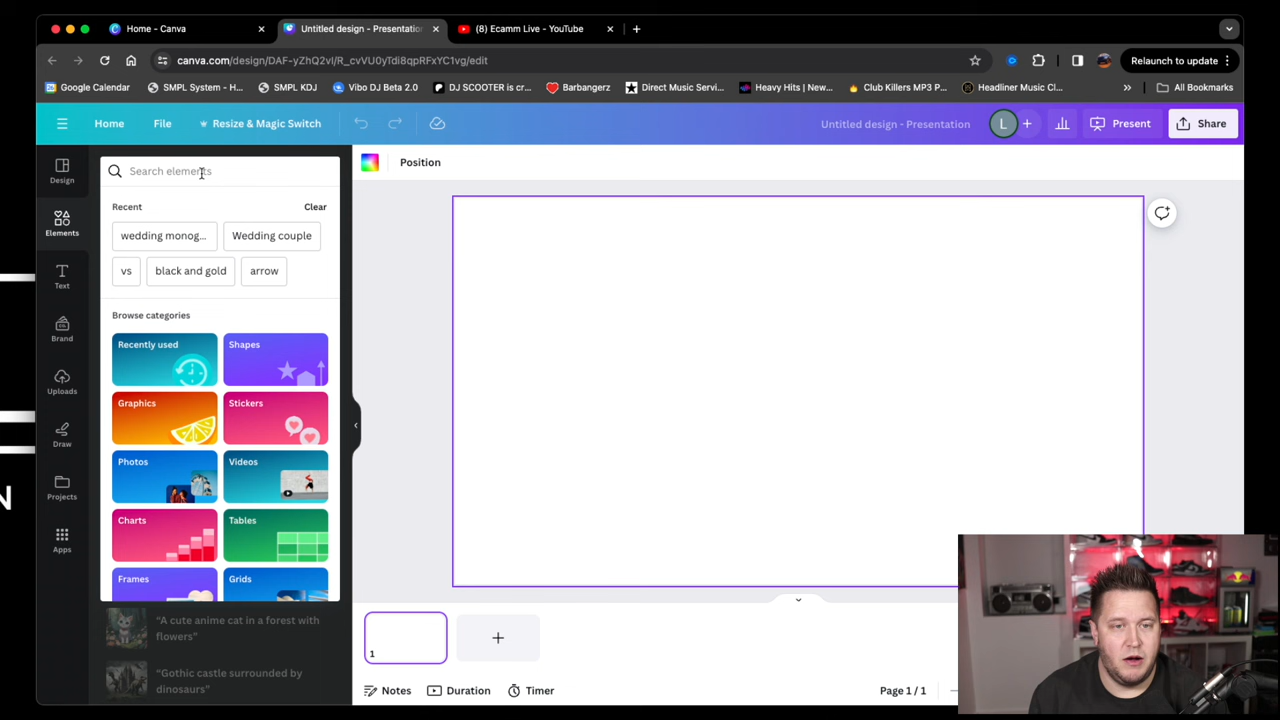 Home - Canva
Untitled design - Presentation
(8) Ecamm Live - YouTube
canva.com/design/DAF-yZhQ2vI/R_cvVU0yTdi8qpRFxYC1vg/edit
Relaunch to update
Google Calendar
SMPL System - H...
SMPL KDJ
Vibo DJ Beta 2.0
DJ SCOOTER is cr...
Barbangerz
Direct Music Servi...
Heavy Hits | New...
Club Killers MP3 P...
Headliner Music Cl...
All Bookmarks
Home
File
Resize & Magic Switch
Untitled design - Presentation
L
Present
Share
Design
Elements
Text
Brand
Uploads
Draw
Projects
Apps
Search elements
Recent
Clear
wedding monog...
Wedding couple
vs
black and gold
arrow
Browse categories
Recently used
Shapes
Graphics
Stickers
Photos
Videos
Charts
Tables
Frames
Grids
"A cute anime cat in a forest with
flowers"
"Gothic castle surrounded by
dinosaurs"
Position
1
Notes
Duration
Timer
Page 1 / 1
N